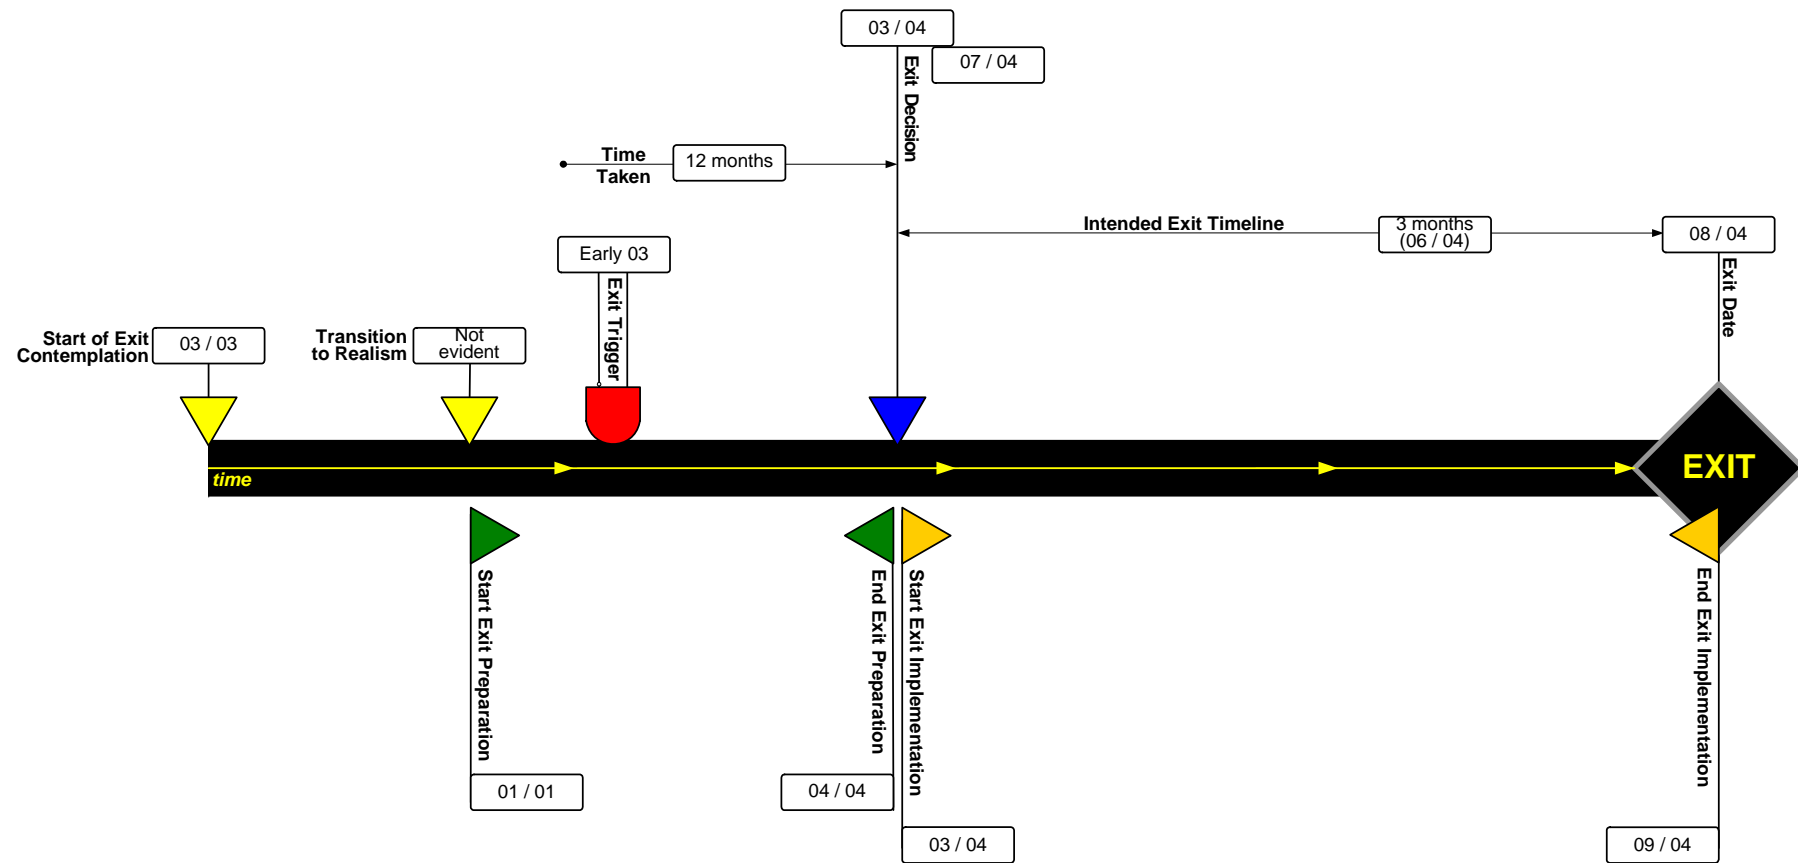 03 / 04
07 / 04
Exit Decision
Time
Taken
12 months
Intended Exit Timeline
3 months
(06 / 04)
08 / 04
Exit Date
Early 03
Exit Trigger
Start of Exit
Contemplation
03 / 03
Transition
to Realism
Not
evident
time
EXIT
Start Exit Preparation
01 / 01
End Exit Preparation
04 / 04
Start Exit Implementation
03 / 04
End Exit Implementation
09 / 04